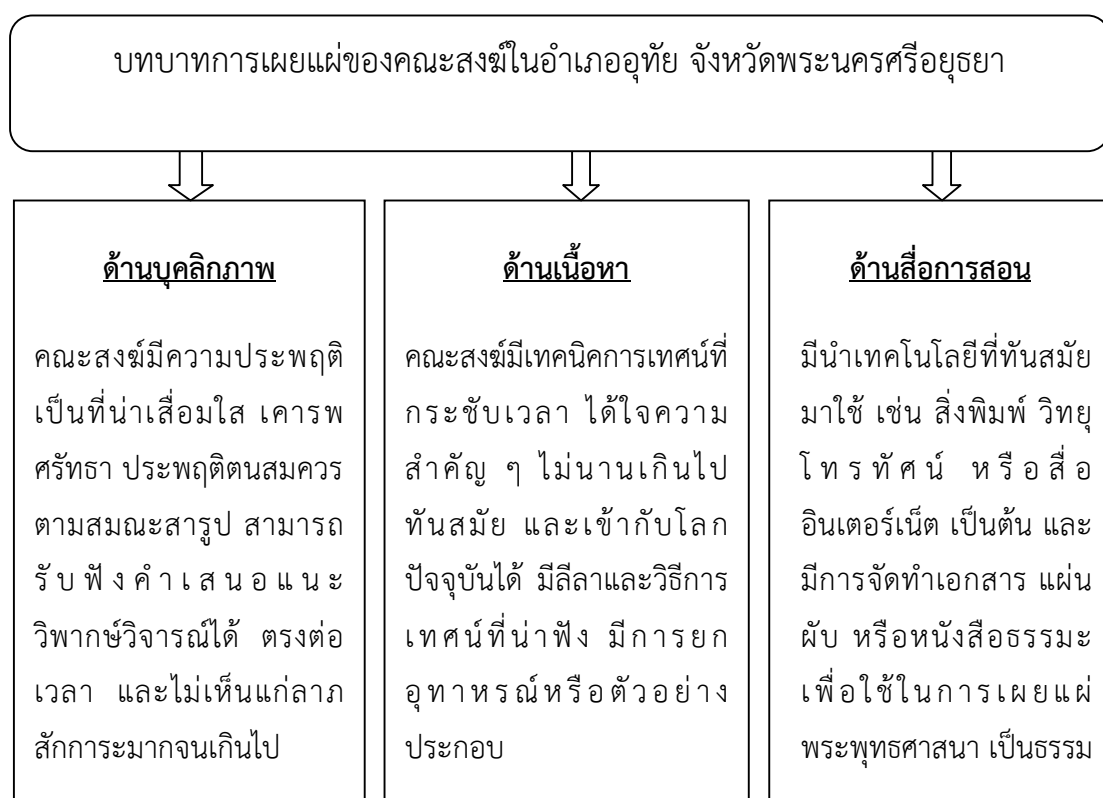 บทบาทการเผยแผ่ของคณะสงฆ์ในอำเภออุทัย จังหวัดพระนครศรีอยุธยา
ด้านบุคลิกภาพ
คณะสงฆ์มีความประพฤติ
เป็นที่น่าเสื่อมใส เคารพ
ศรัทธา ประพฤติตนสมควร
ตามสมณะสารูป สามารถ
รับฟังคำเสนอแนะ
วิพากษ์วิจารณ์ได้ ตรงต่อ
เวลา และไม่เห็นแก่ลาภ
สักการะมากจนเกินไป
ด้านเนื้อหา
คณะสงฆ์มีเทคนิคการเทศน์ที่
กระชับเวลา ได้ใจความ
สำคัญ ๆ ไม่นานเกินไป
ทันสมัย และเข้ากับโลก
ปัจจุบันได้ มีลีลาและวิธีการ
เทศน์ที่น่าฟัง มีการยก
อุทาหรณ์หรือตัวอย่าง
ประกอบ
ด้านสื่อการสอน
มีนำเทคโนโลยีที่ทันสมัย
มาใช้ เช่น สิ่งพิมพ์ วิทยุ
โทรทัศน์ หรือสื่อ
อินเตอร์เน็ต เป็นต้น และ
มีการจัดทำเอกสาร แผ่น
ผับ หรือหนังสือธรรมะ
เพื่อใช้ในการเผยแผ่
พระพุทธศาสนา เป็นธรรม